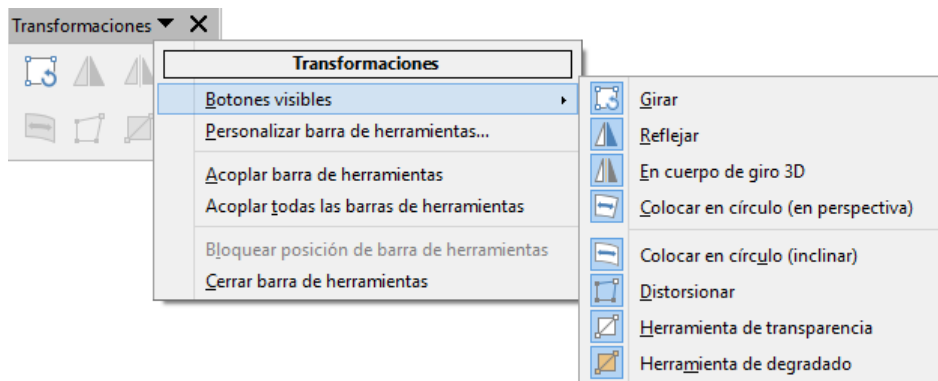 Transformaciones
Transformaciones
Botones visibles
Personalizar barra de herramientas...
Acoplar barra de herramientas
Acoplar todas las barras de herramientas
Bloquear posición de barra de herramientas
Cerrar barra de herramientas
Girar
Reflejar
En cuerpo de giro 3D
Colocar en círculo (en perspectiva)
Colocar en círculo (inclinar)
Distorsionar
Herramienta de transparencia
Herramienta de degradado